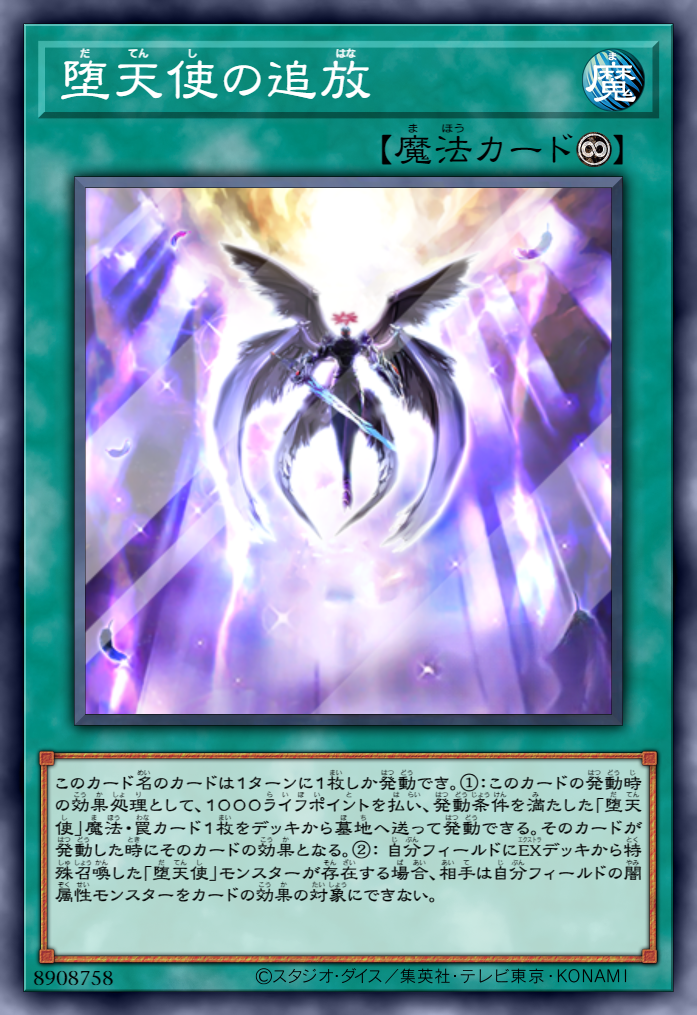 堕天使の追放
魔
【魔法カード】
このカード名のカードは1ターンに1枚しか発動でき。①:このカードの発動時
の効果処理として、1000ライフポイントを払い、発動条件を満たした「堕天
使」魔法・罠カード1枚をデッキから墓地へ送って発動できる。そのカードが
発動した時にそのカードの効果となる。②: 自分フィールドにEXデッキから特
殊召喚した「堕天使」モンスターが存在する場合、相手は自分フィールドの闇
属性モンスターをカードの効果の対象にできない。
8908758
©スタジオ・ダイス／集英社・テレビ東京・KONAMI